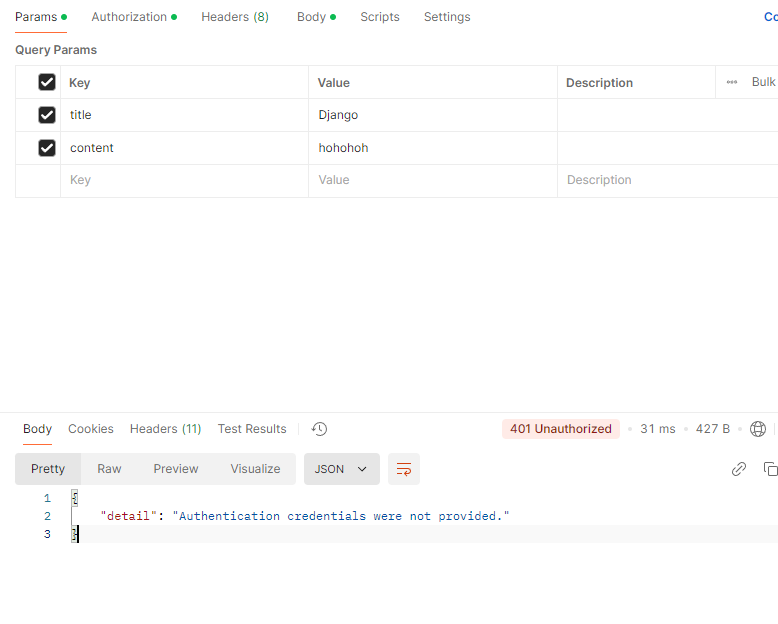 Params Authorization Headers (8) Body Scripts Settings Co
Query Params
Key Value Description ••• Bulk
title Django
content hohohoh
Key Value Description
Body Cookies Headers (11) Test Results 401 Unauthorized • 31 ms • 427 B •
Pretty Raw Preview Visualize JSON
1 {
2 "detail": "Authentication credentials were not provided."
3 }